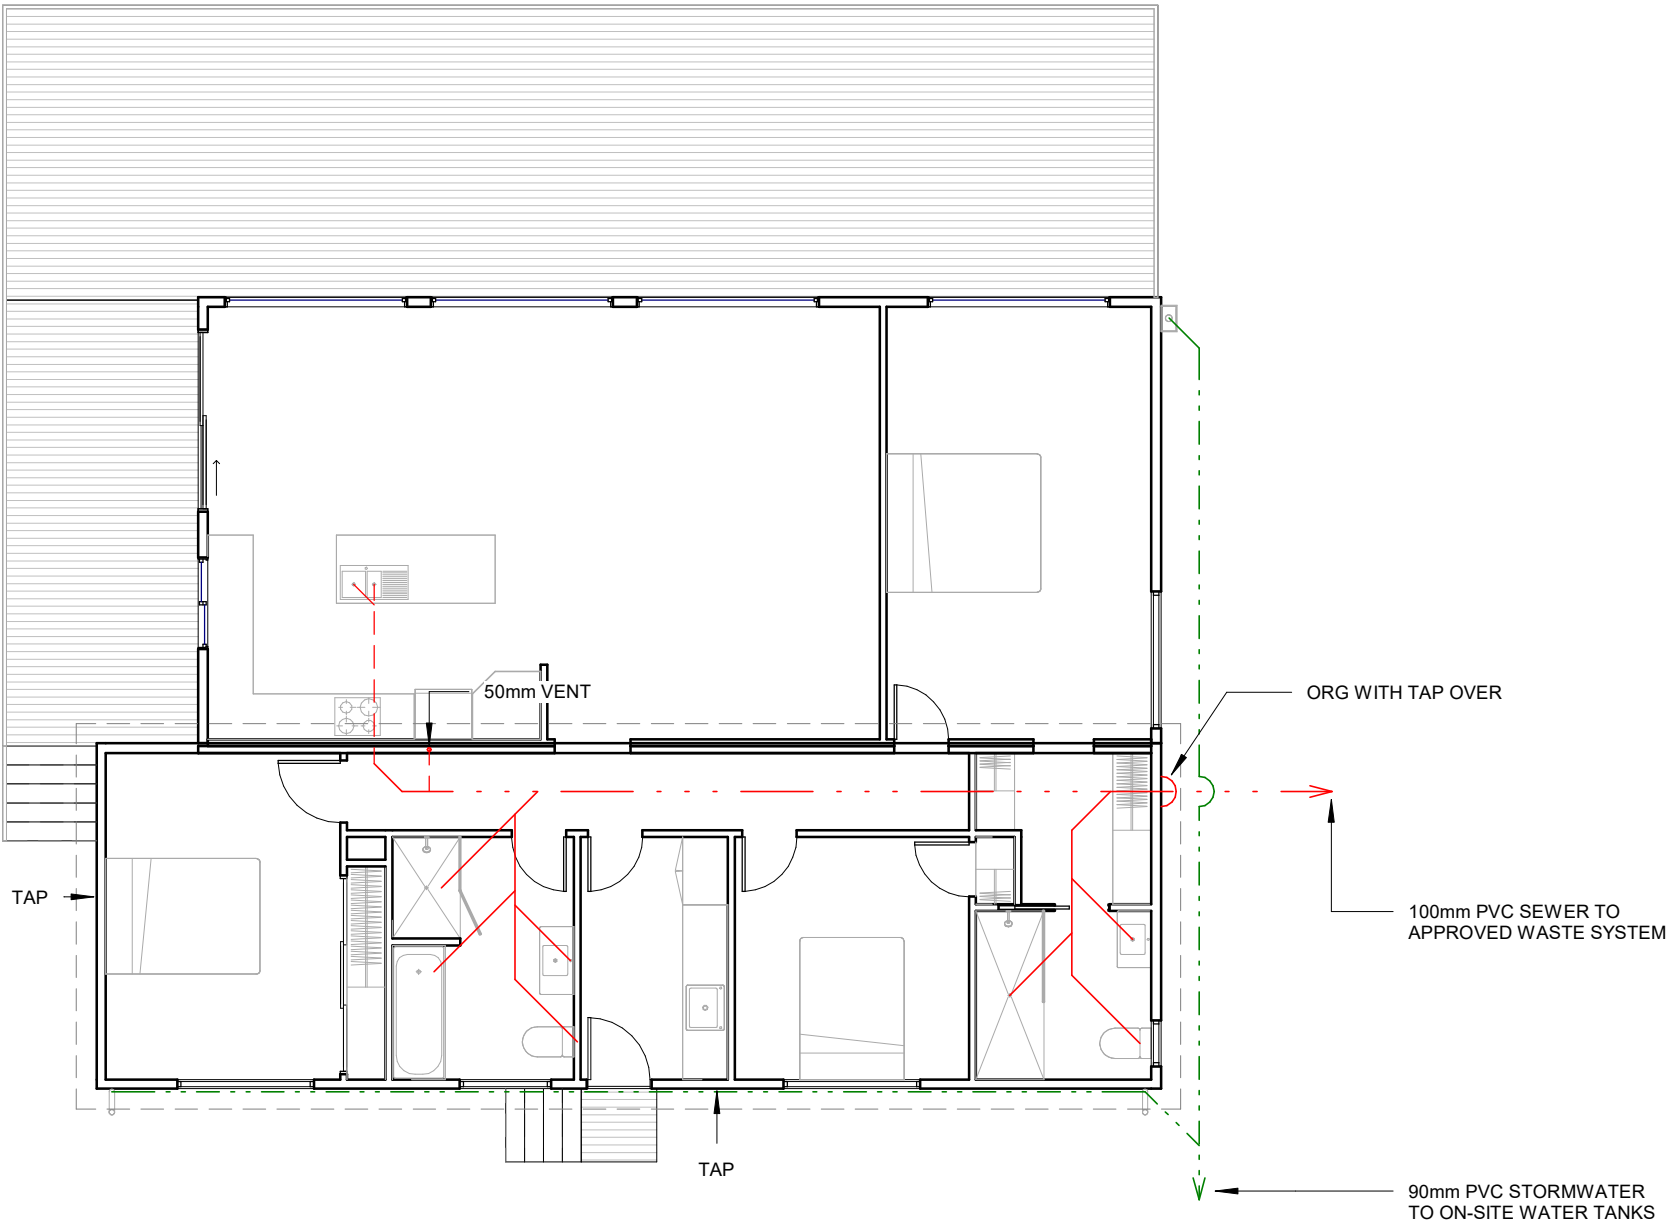 50mm VENT
ORG WITH TAP OVER
TAP
100mm PVC SEWER TO
APPROVED WASTE SYSTEM
TAP
90mm PVC STORMWATER
TO ON-SITE WATER TANKS